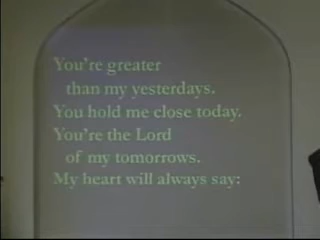 You're greater
than my yesterdays.
You hold me close today.
You're the Lord
of my tomorrows.
My heart will always say: